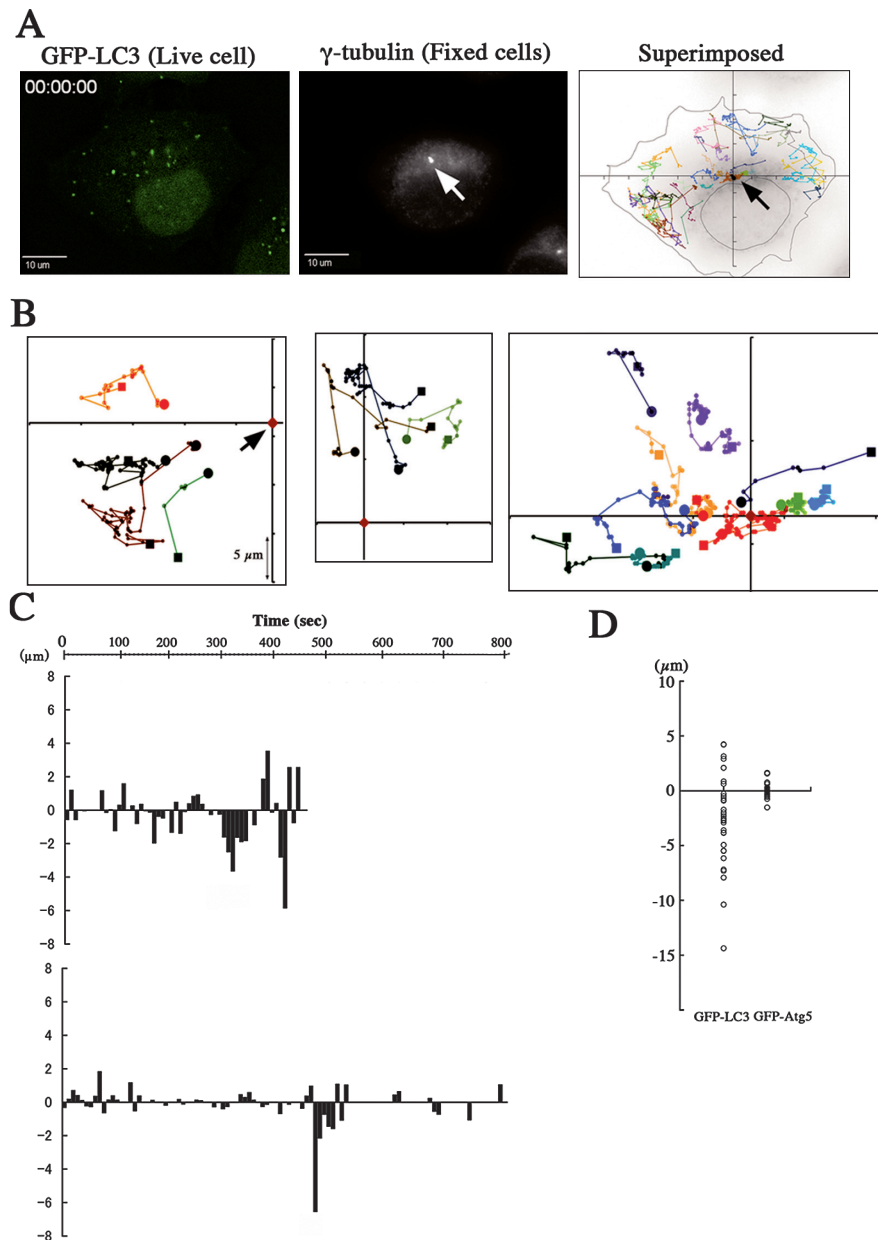 A
GFP-LC3 (Live cell)
γ-tubulin (Fixed cells)
Superimposed
00:00:00
10 um
10 um
B
5 μm
C
Time (sec)
0 100 200 300 400 500 600 700 800
(μm)
8
6
4
2
0
-2
-4
-6
-8
8
6
4
2
0
-2
-4
-6
-8
D
(μm)
10
5
0
-5
-10
-15
GFP-LC3 GFP-Atg5